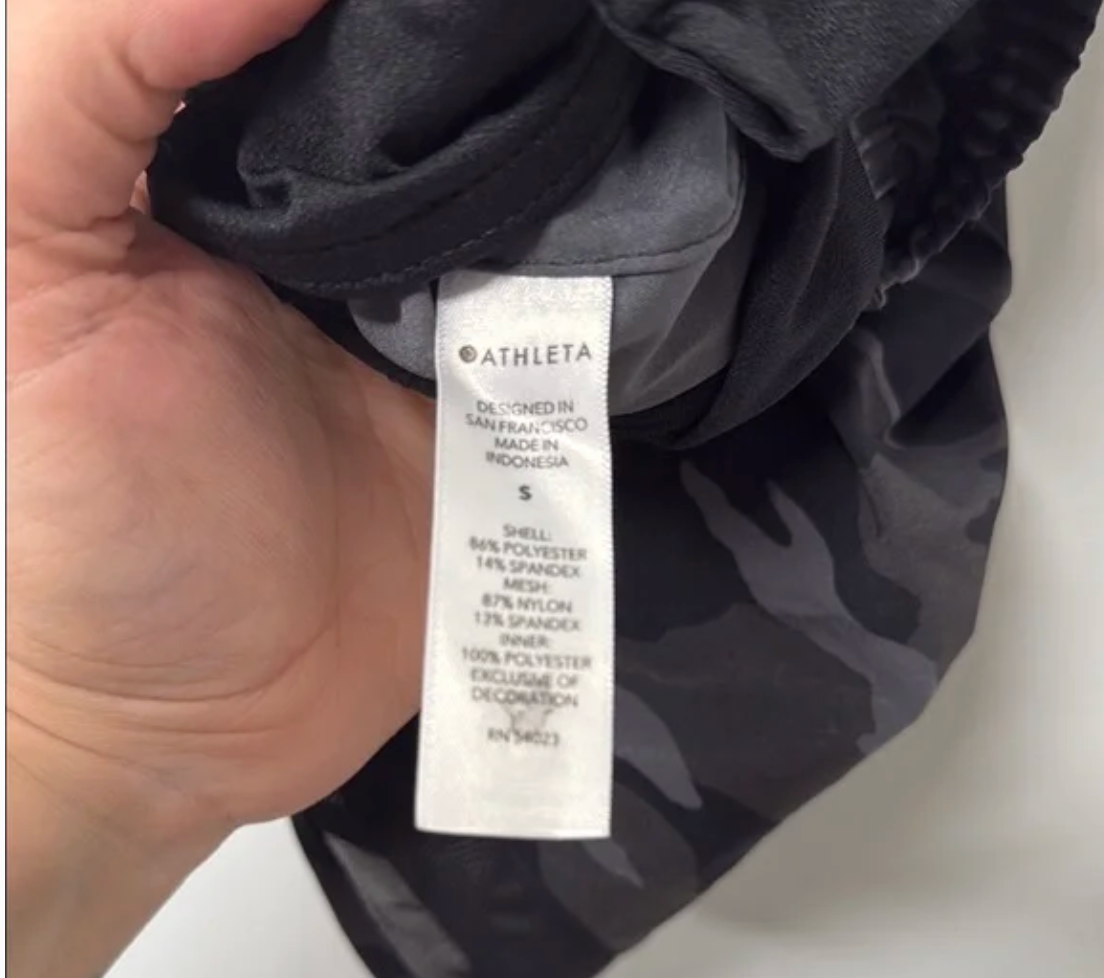 ATHLETA
DESIGNED IN
SAN FRANCISCO
MADE IN
INDONESIA
S
SHELL:
86% POLYESTER
14% SPANDEX
MESH:
87% NYLON
13% SPANDEX
INNER:
100% POLYESTER
EXCLUSIVE OF
DECORATION
RN 54023